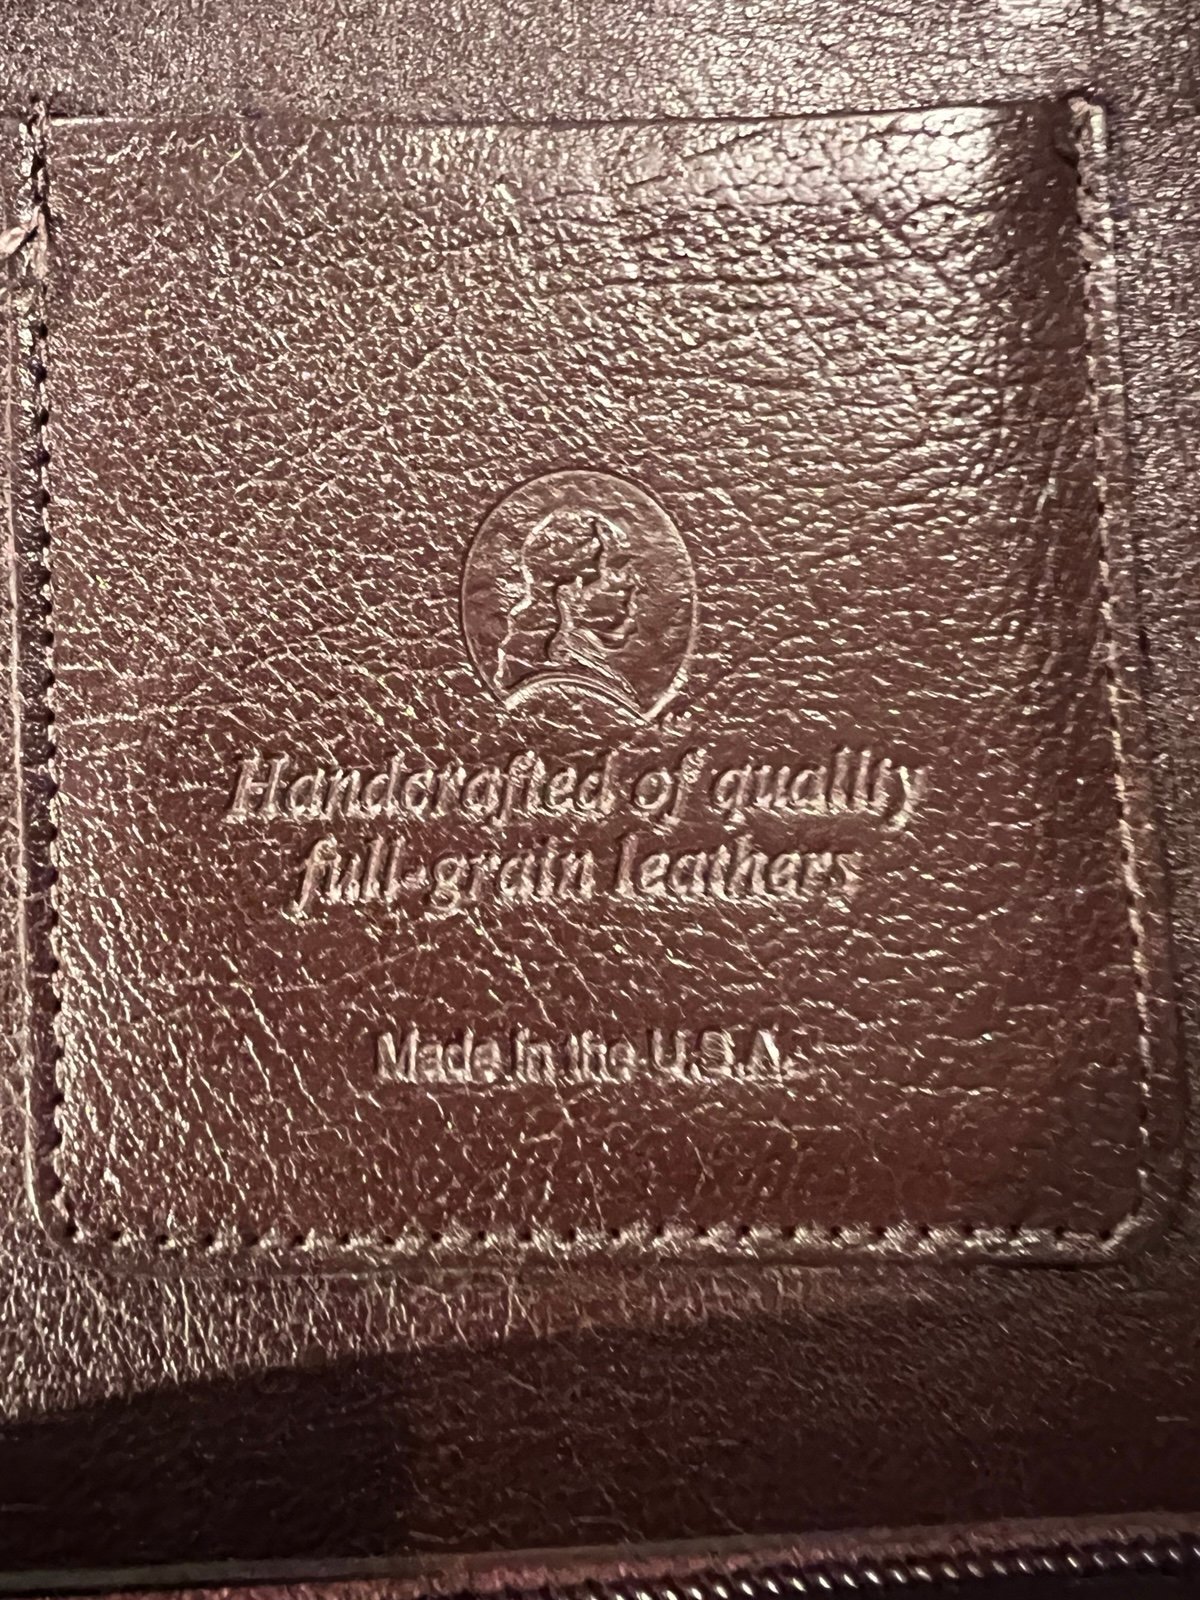 Handcrafted of quality
full-grain leathers
Made in the U.S.A.